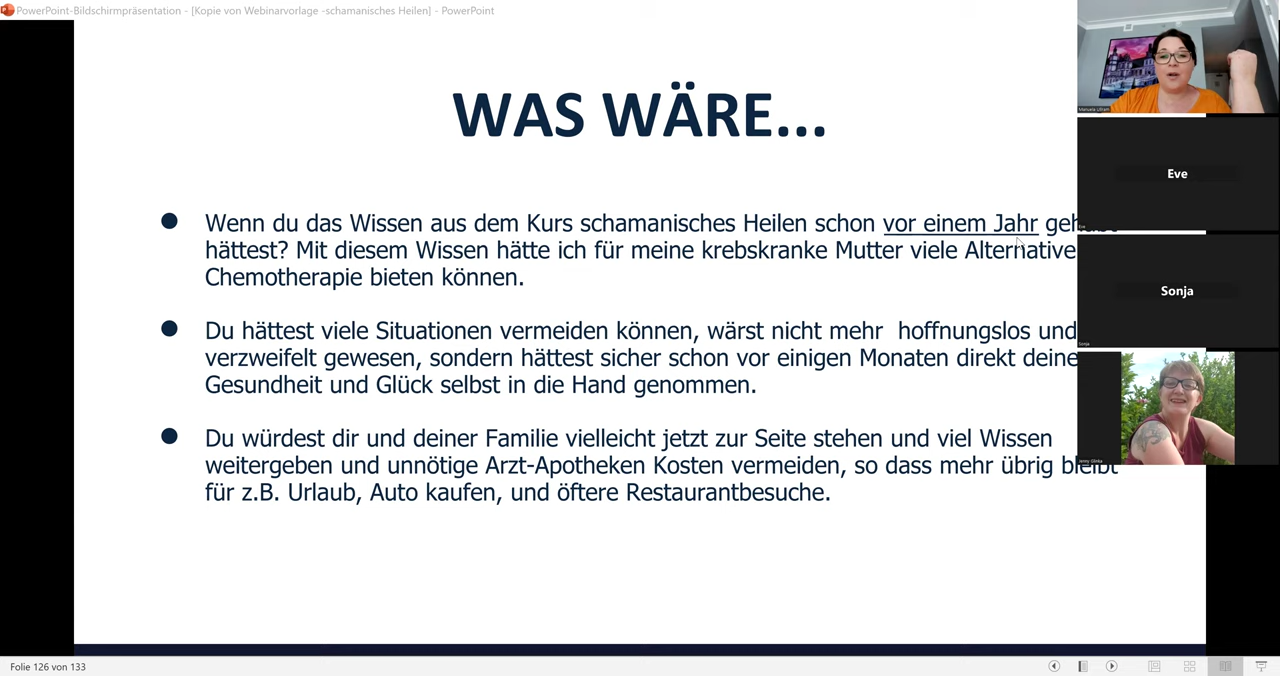 PowerPoint-Bildschirmpräsentation - [Kopie von Webinarvorlage -schamanisches Heilen] - PowerPoint
WAS WÄRE...
Wenn du das Wissen aus dem Kurs schamanisches Heilen schon vor einem Jahr
hättest? Mit diesem Wissen hätte ich für meine krebskranke Mutter viele Alternative
Chemotherapie bieten können.
Du hättest viele Situationen vermeiden können, wärst nicht mehr hoffnungslos und
verzweifelt gewesen, sondern hättest sicher schon vor einigen Monaten direkt deine
Gesundheit und Glück selbst in die Hand genommen.
Du würdest dir und deiner Familie vielleicht jetzt zur Seite stehen und viel Wissen
weitergeben und unnötige Arzt-Apotheken Kosten vermeiden, so dass mehr übrig bleibt
für z.B. Urlaub, Auto kaufen, und öftere Restaurantbesuche.
Eve
Sonja
Sonja
Folie 126 von 133